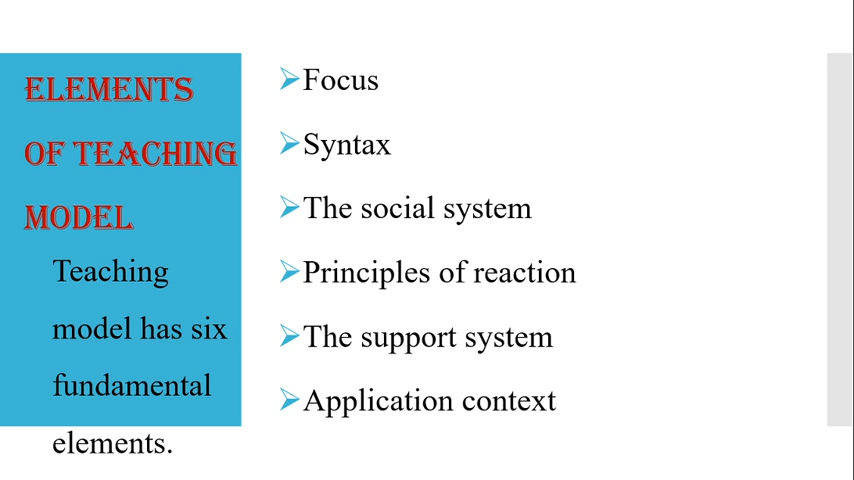 ELEMENTS
OF TEACHING
MODEL
Teaching
model has six
fundamental
elements.
Focus
Syntax
The social system
Principles of reaction
The support system
Application context